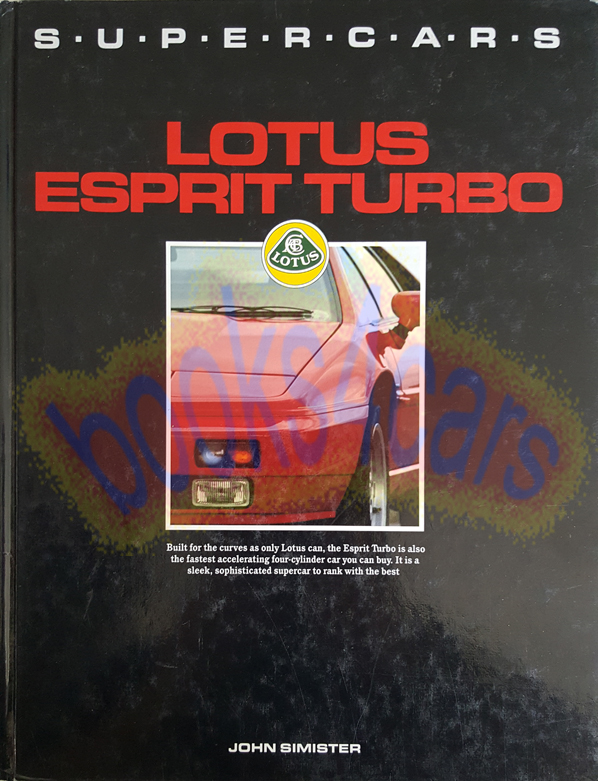 S·U·P·E·R·C·A·R·S
LOTUS
ESPRIT TURBO
LOTUS
books4cars
Built for the curves as only Lotus can, the Esprit Turbo is also
the fastest accelerating four-cylinder car you can buy. It is a
sleek, sophisticated supercar to rank with the best
JOHN SIMISTER